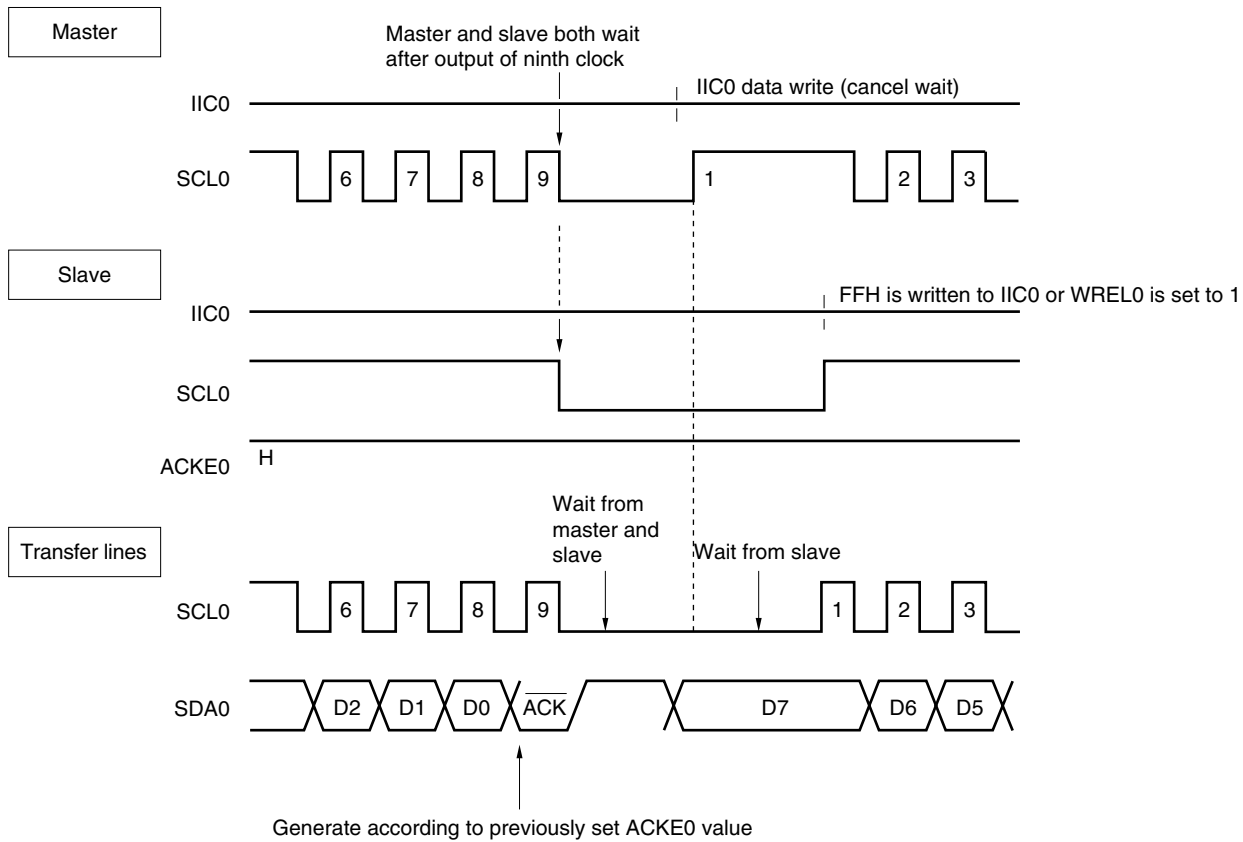 Master
Master and slave both wait
after output of ninth clock
IIC0 data write (cancel wait)
IIC0
SCL0 6 7 8 9 1 2 3
Slave
FFH is written to IIC0 or WREL0 is set to 1
IIC0
SCL0
H
ACKE0
Wait from
master and
slave
Wait from slave
Transfer lines
SCL0 6 7 8 9 1 2 3
SDA0 D2 D1 D0 ACK D7 D6 D5
Generate according to previously set ACKE0 value